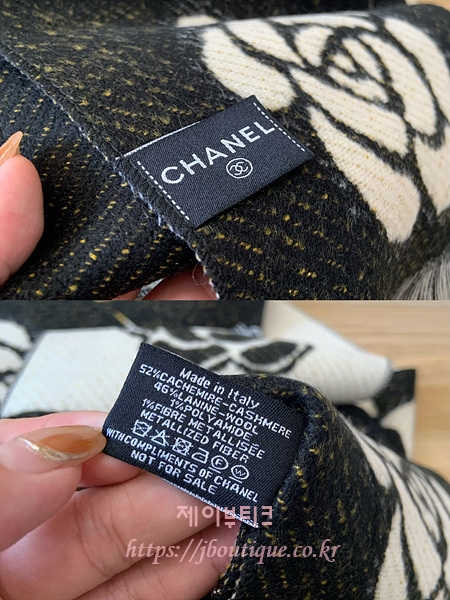 CHANEL
Made in Italy
52%CACHEMIRE-CASHMERE
46%LAINE-WOOL
1%POLYAMIDE
1%FIBRE METALLISÉE
METALLIZED FIBER
WITH COMPLIMENTS OF CHANEL
NOT FOR SALE
제이부티크
https://jboutique.co.kr